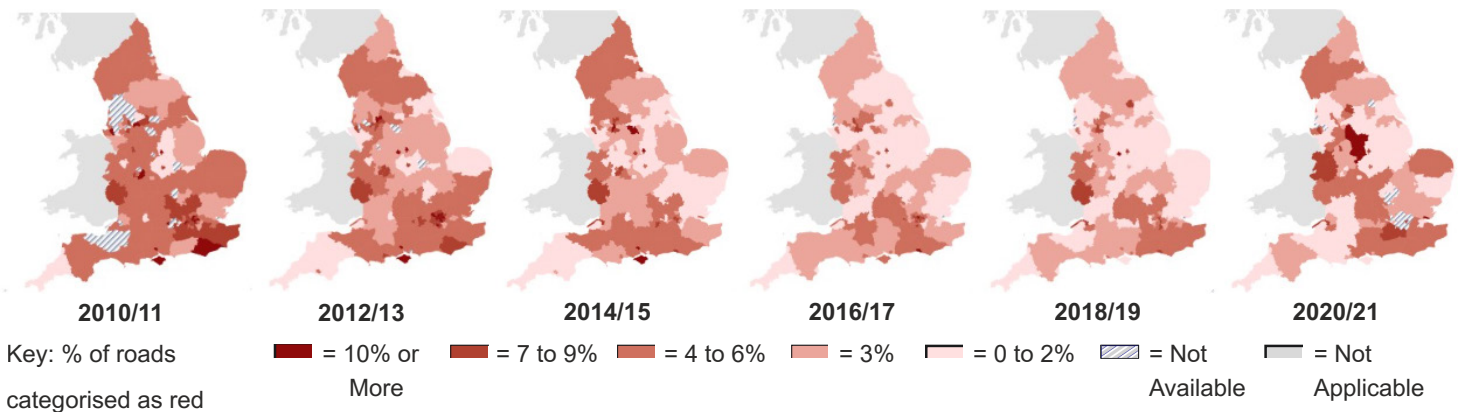 2010/11 2012/13 2014/15 2016/17 2018/19 2020/21
Key: % of roads = 10% or = 7 to 9% = 4 to 6% = 3% = 0 to 2% = Not = Not
More Available Applicable
categorised as red